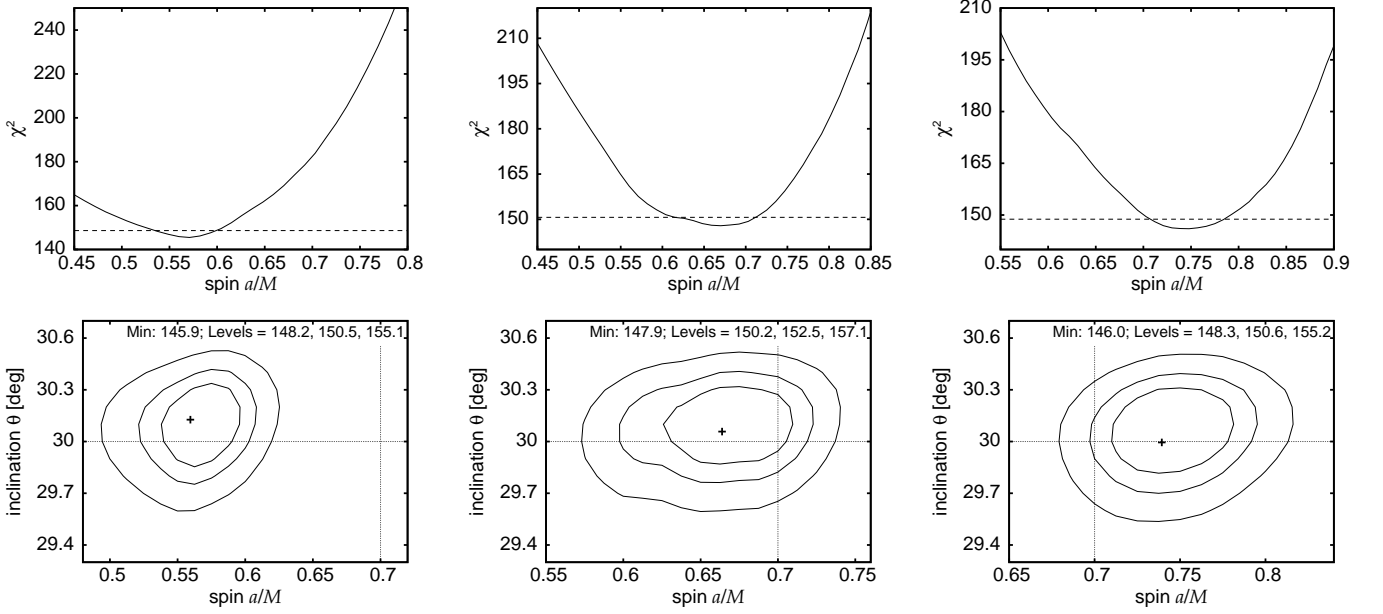 240
220
200
180
160
140
χ²
0.45 0.5 0.55 0.6 0.65 0.7 0.75 0.8
spin a/M
210
195
180
165
150
χ²
0.45 0.5 0.55 0.6 0.65 0.7 0.75 0.8 0.85
spin a/M
210
195
180
165
150
χ²
0.55 0.6 0.65 0.7 0.75 0.8 0.85 0.9
spin a/M
Min: 145.9; Levels = 148.2, 150.5, 155.1
30.6
30.3
30
29.7
29.4
inclination θ [deg]
0.5 0.55 0.6 0.65 0.7
spin a/M
Min: 147.9; Levels = 150.2, 152.5, 157.1
30.6
30.3
30
29.7
29.4
inclination θ [deg]
0.55 0.6 0.65 0.7 0.75
spin a/M
Min: 146.0; Levels = 148.3, 150.6, 155.2
30.6
30.3
30
29.7
29.4
inclination θ [deg]
0.65 0.7 0.75 0.8
spin a/M